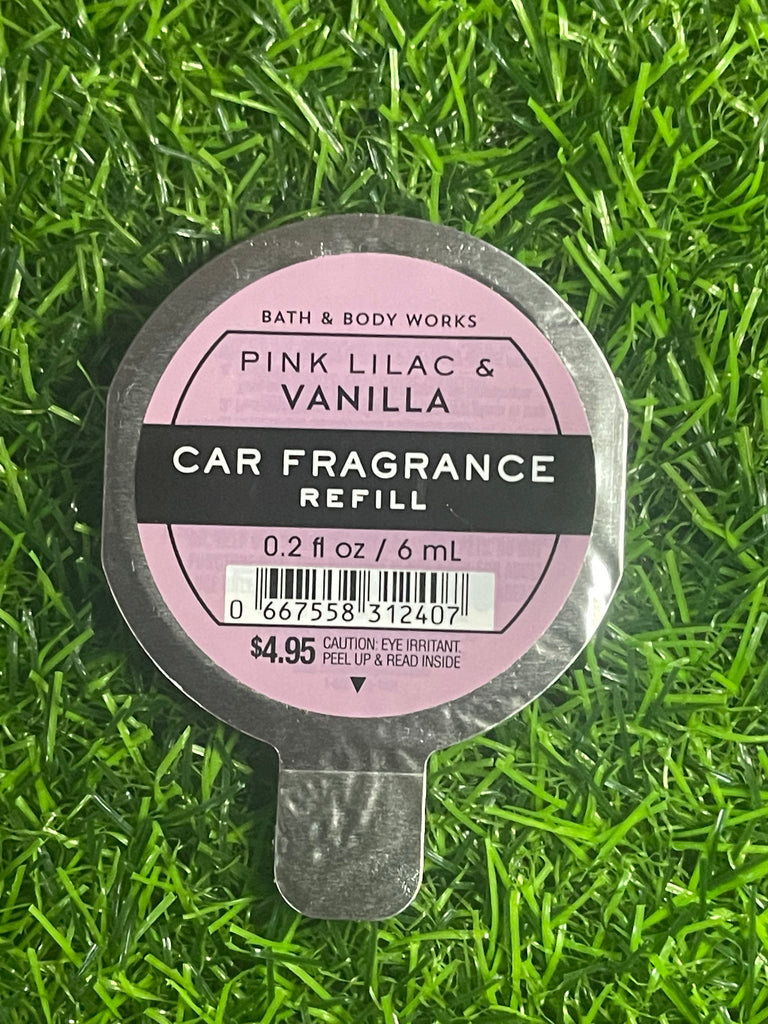 BATH & BODY WORKS
PINK LILAC &
VANILLA
CAR FRAGRANCE
REFILL
0.2 fl oz / 6 mL
0 667558 312407
$4.95 CAUTION: EYE IRRITANT.
PEEL UP & READ INSIDE